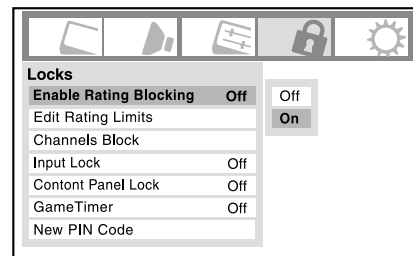 Locks
Enable Rating Blocking Off
Edit Rating Limits
Channels Block
Input Lock Off
Contont Panel Lock Off
GameTimer Off
New PIN Code
Off
On